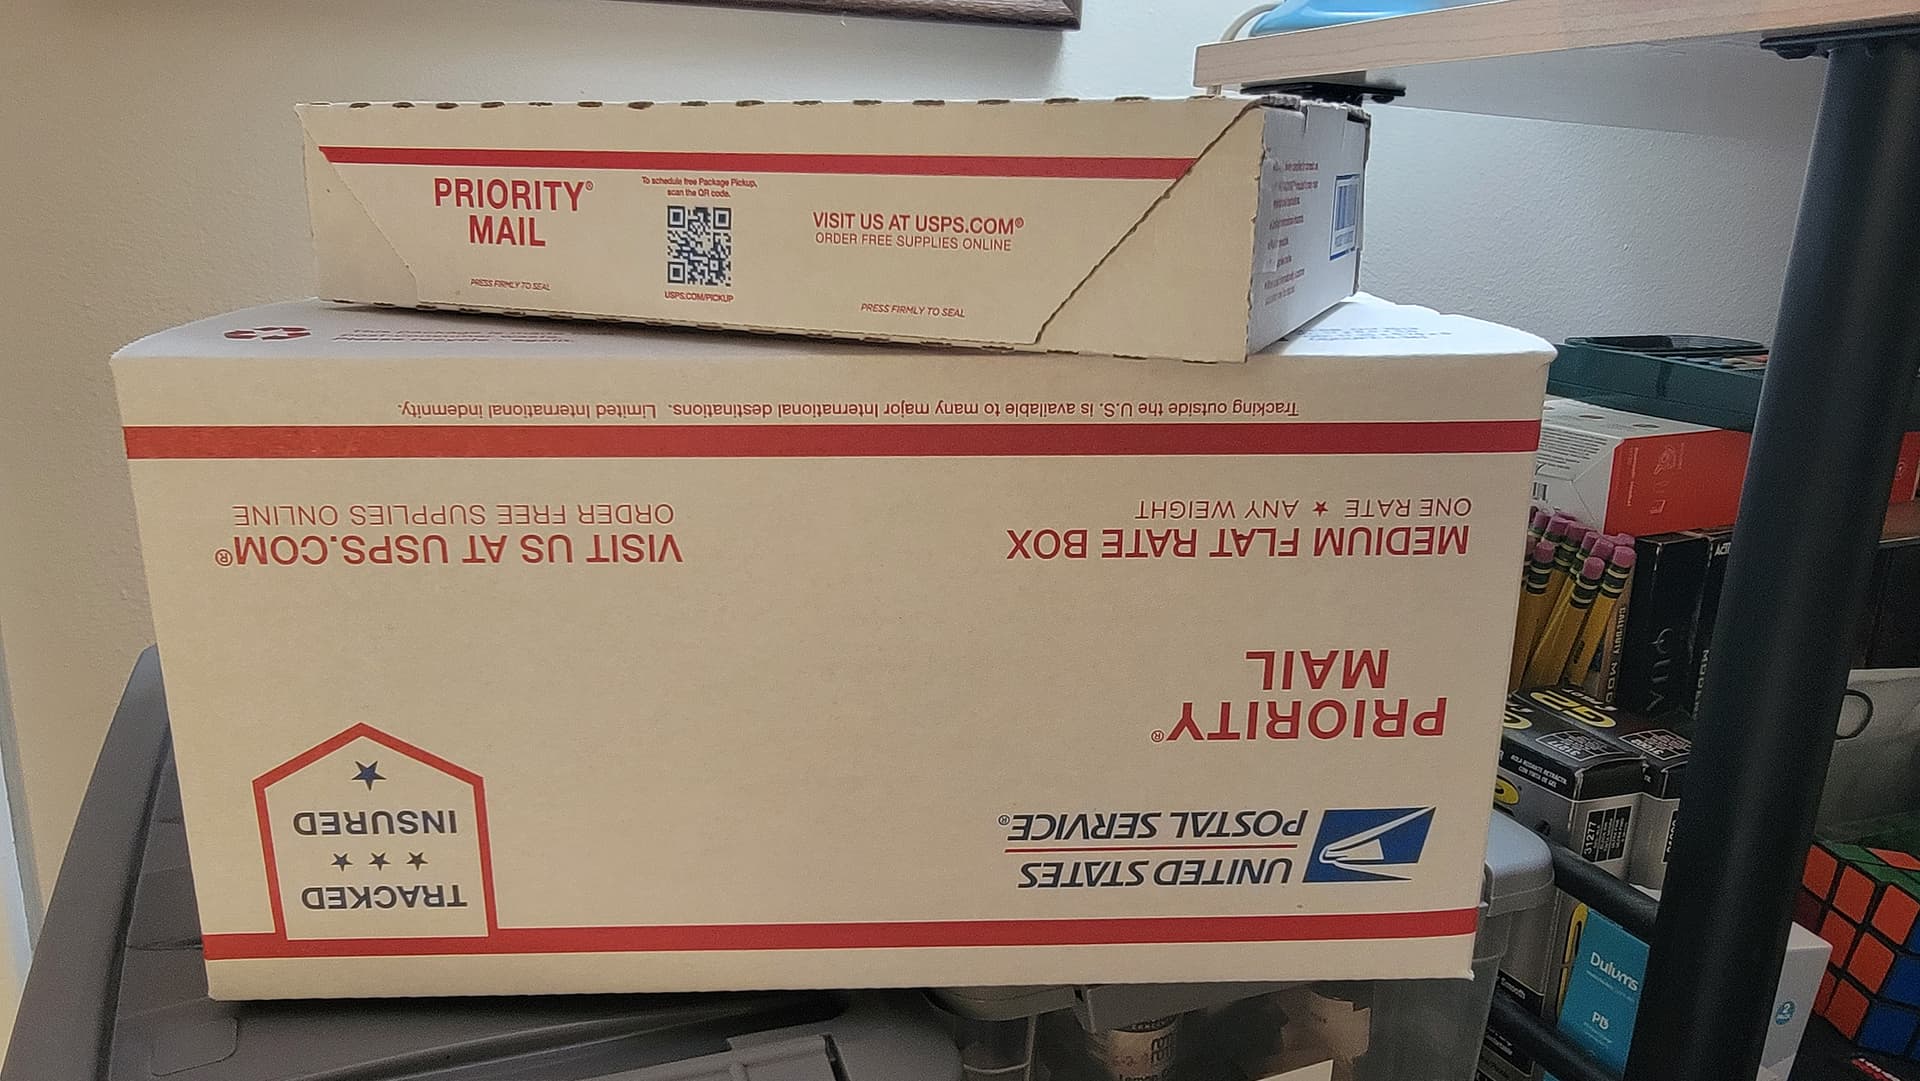 PRIORITY®
MAIL
PRESS FIRMLY TO SEAL
To schedule free Package Pickup,
scan the QR code.
USPS.COM/PICKUP
VISIT US AT USPS.COM®
ORDER FREE SUPPLIES ONLINE
PRESS FIRMLY TO SEAL
UNITED STATES
POSTAL SERVICE®
PRIORITY®
MAIL
MEDIUM FLAT RATE BOX
ONE RATE ★ ANY WEIGHT
TRACKED
★ ★ ★
INSURED
★
VISIT US AT USPS.COM®
ORDER FREE SUPPLIES ONLINE
Tracking outside the U.S. is available to many major International destinations. Limited International indemnity.
G2
31277
Dulums